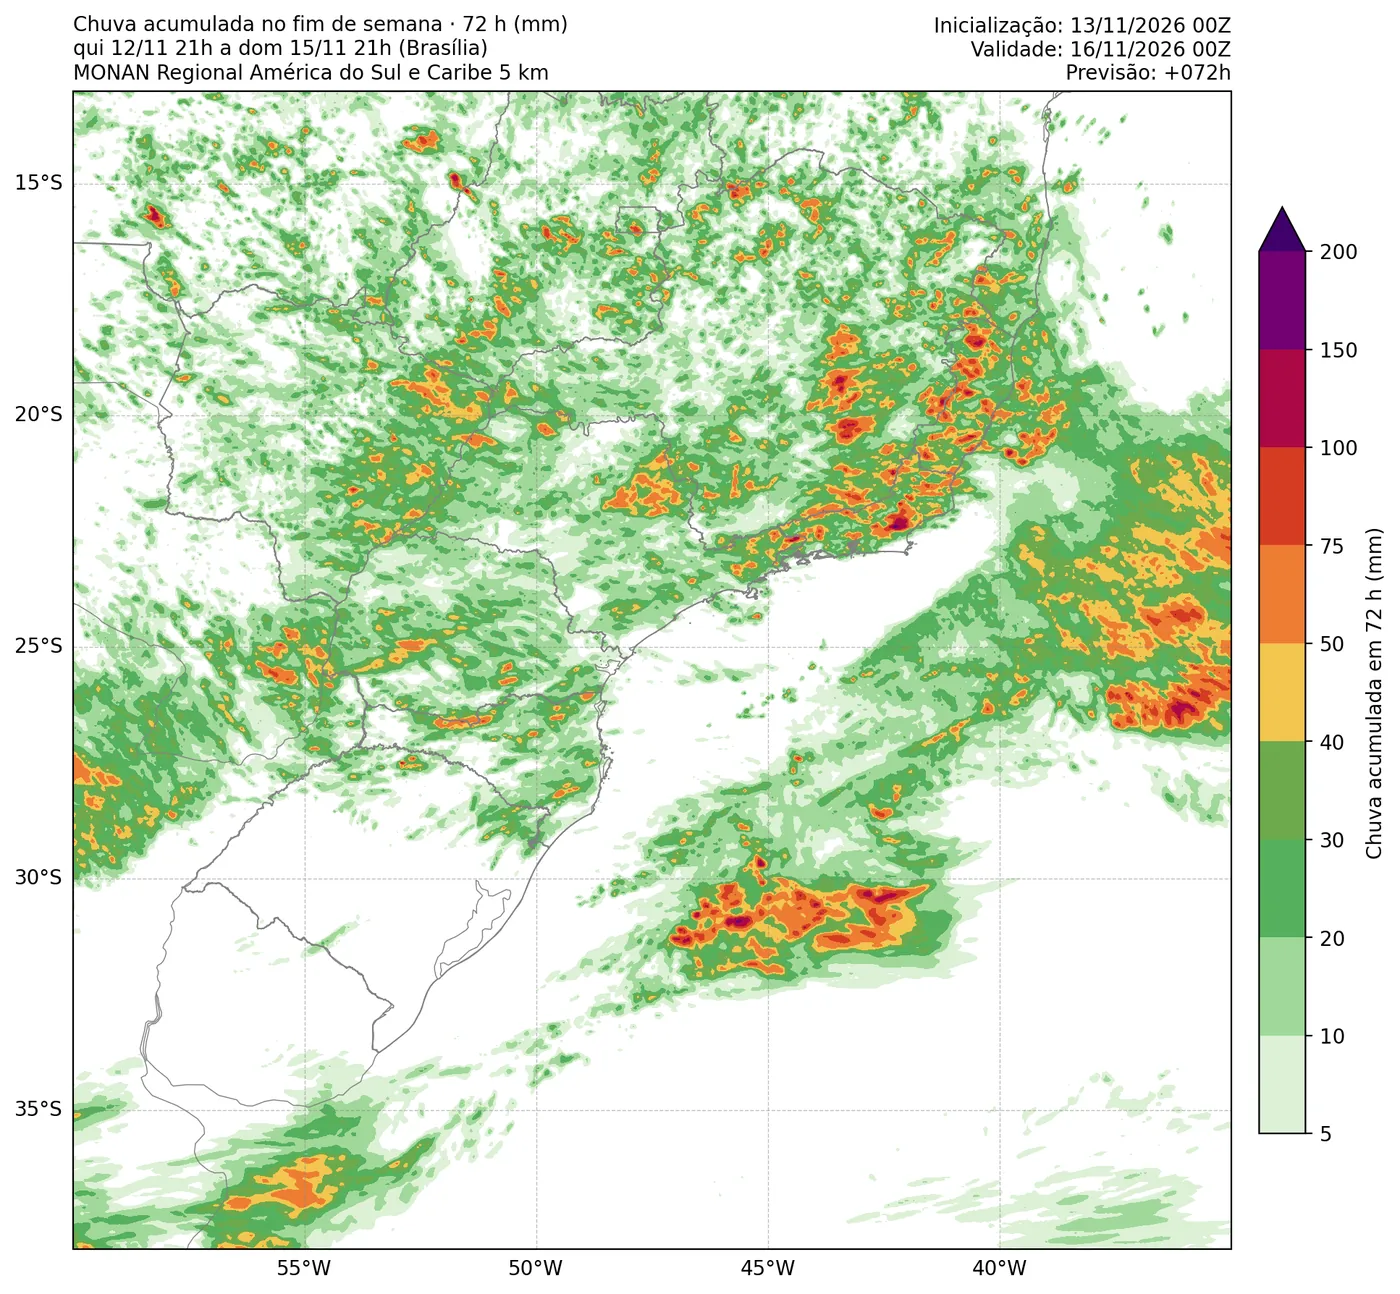 Chuva acumulada no fim de semana · 72 h (mm)
qui 12/11 21h a dom 15/11 21h (Brasília)
MONAN Regional América do Sul e Caribe 5 km
Inicialização: 13/11/2026 00Z
Validade: 16/11/2026 00Z
Previsão: +072h
15°S
20°S
25°S
30°S
35°S
55°W
50°W
45°W
40°W
200
150
100
75
50
40
30
20
10
5
Chuva acumulada em 72 h (mm)